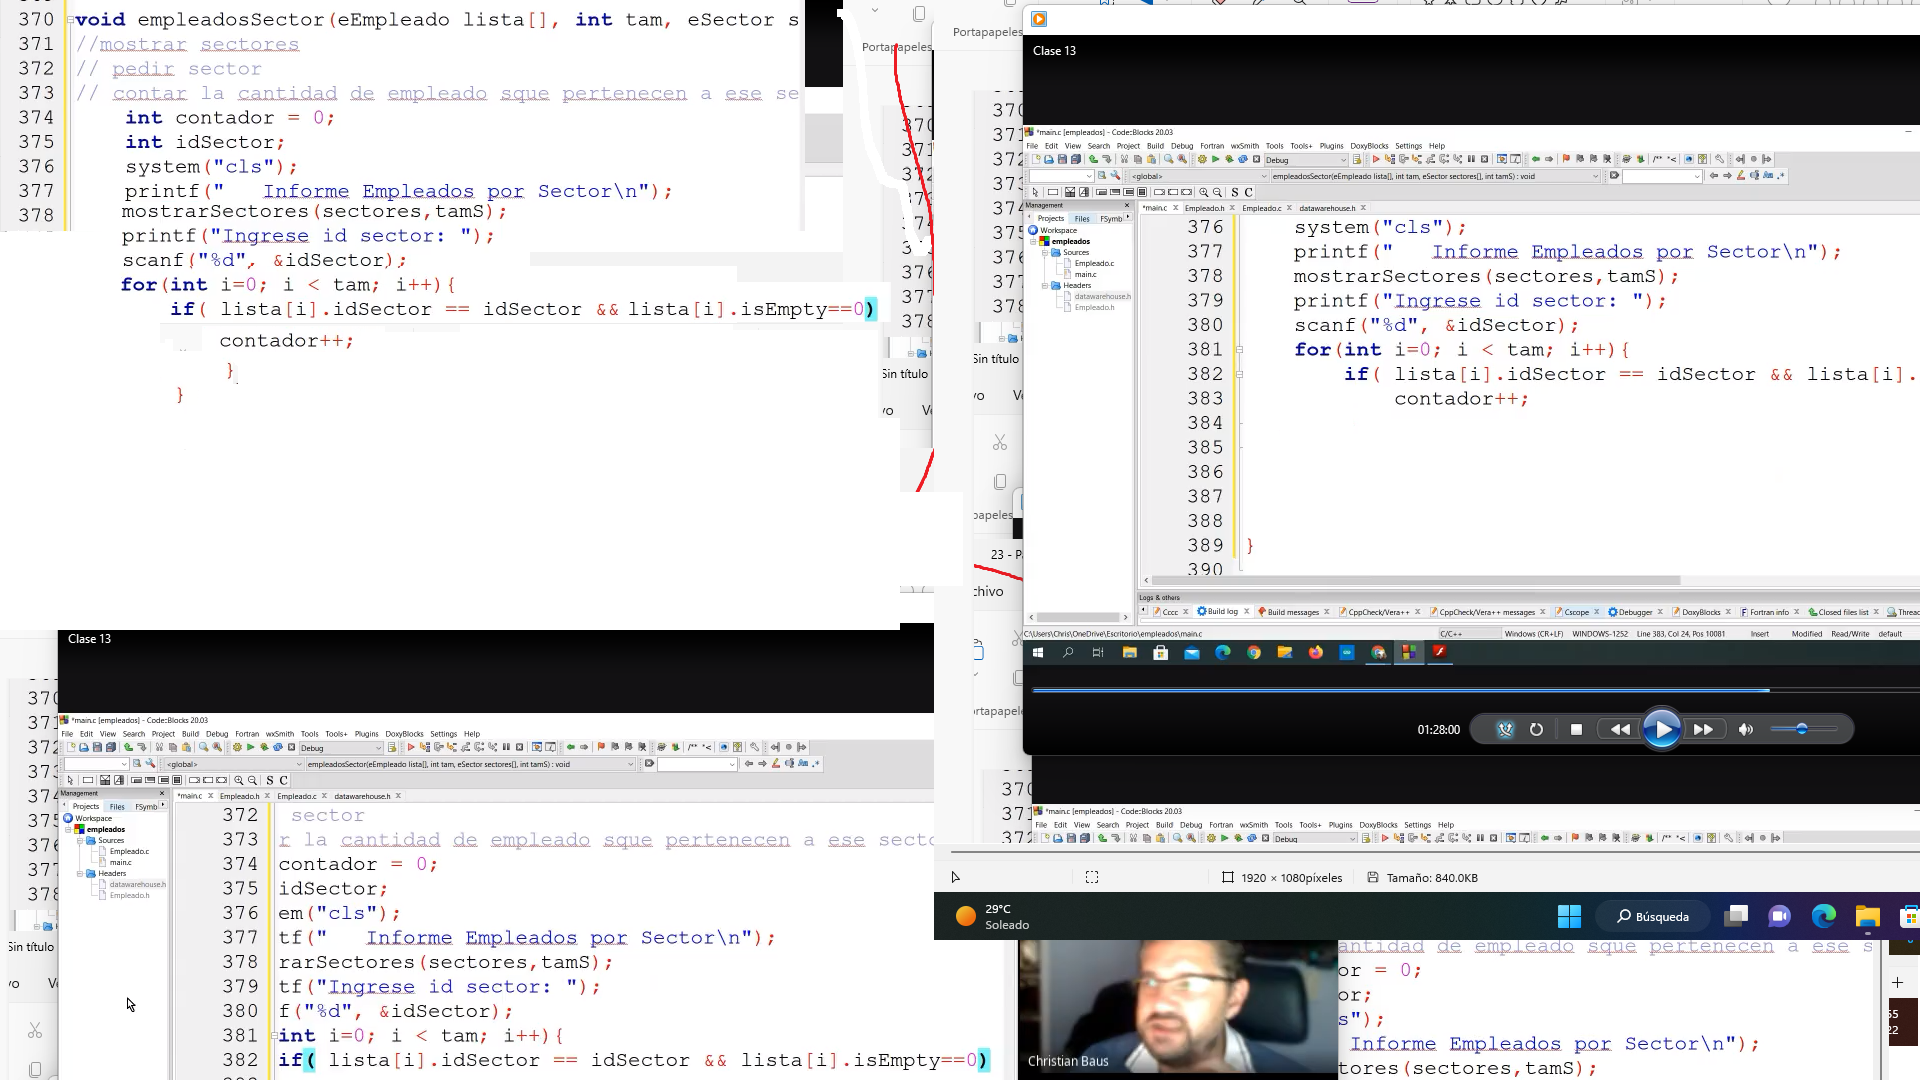 370 void empleadosSector(eEmpleado lista[], int tam, eSector s
371 //mostrar sectores
372 // pedir sector
373 // contar la cantidad de empleado sque pertenecen a ese se
374 int contador = 0;
375 int idSector;
376 system("cls");
377 printf("   Informe Empleados por Sector\n");
378 mostrarSectores(sectores,tamS);
printf("Ingrese id sector: ");
scanf("%d", &idSector);
for(int i=0; i < tam; i++){
if( lista[i].idSector == idSector && lista[i].isEmpty==0)
contador++;
}
}
Portapapeles
Portapapeles
Sin título
Sin título
23 - P
chivo
Clase 13
*main.c [empleados] - Code::Blocks 20.03
File Edit View Search Project Build Debug Fortran wxSmith Tools Tools+ Plugins DoxyBlocks Settings Help
Debug
<global>
empleadosSector(eEmpleado lista[], int tam, eSector sectores[], int tamS) : void
Management
*main.c Empleado.h Empleado.c datawarehouse.h
Projects Files FSymb
Workspace
empleados
Sources
Empleado.c
main.c
Headers
datawarehouse.h
Empleado.h
376 system("cls");
377 printf("   Informe Empleados por Sector\n");
378 mostrarSectores(sectores,tamS);
379 printf("Ingrese id sector: ");
380 scanf("%d", &idSector);
381 for(int i=0; i < tam; i++){
382 if( lista[i].idSector == idSector && lista[i].
383 contador++;
384
385
386
387
388
389 }
390
Logs & others
Cccc Build log Build messages CppCheck/Vera++ CppCheck/Vera++ messages Cscope Debugger DoxyBlocks Fortran info Closed files list Threa
C:\Users\Chris\OneDrive\Escritorio\empleados\main.c C/C++ Windows (CR+LF) WINDOWS-1252 Line 383, Col 24, Pos 10081 Insert Modified Read/Write default
01:28:00
*main.c [empleados] - Code::Blocks 20.03
File Edit View Search Project Build Debug Fortran wxSmith Tools Tools+ Plugins DoxyBlocks Settings Help
Debug
1920 × 1080píxeles
Tamaño: 840.0KB
29°C
Soleado
Búsqueda
Clase 13
370
371
372
373
374
375
376
377
378
Sin título
*main.c [empleados] - Code::Blocks 20.03
File Edit View Search Project Build Debug Fortran wxSmith Tools Tools+ Plugins DoxyBlocks Settings Help
Debug
<global>
empleadosSector(eEmpleado lista[], int tam, eSector sectores[], int tamS) : void
Management
*main.c Empleado.h Empleado.c datawarehouse.h
Projects Files FSymb
Workspace
empleados
Sources
Empleado.c
main.c
Headers
datawarehouse.h
Empleado.h
372 sector
373 r la cantidad de empleado sque pertenecen a ese secto
374 contador = 0;
375 idSector;
376 em("cls");
377 tf("   Informe Empleados por Sector\n");
378 rarSectores(sectores,tamS);
379 tf("Ingrese id sector: ");
380 f("%d", &idSector);
381 int i=0; i < tam; i++){
382 if( lista[i].idSector == idSector && lista[i].isEmpty==0)
Christian Baus
antidad de empleado sque pertenecen a ese s
or = 0;
or;
s");
Informe Empleados por Sector\n");
tores(sectores,tamS);